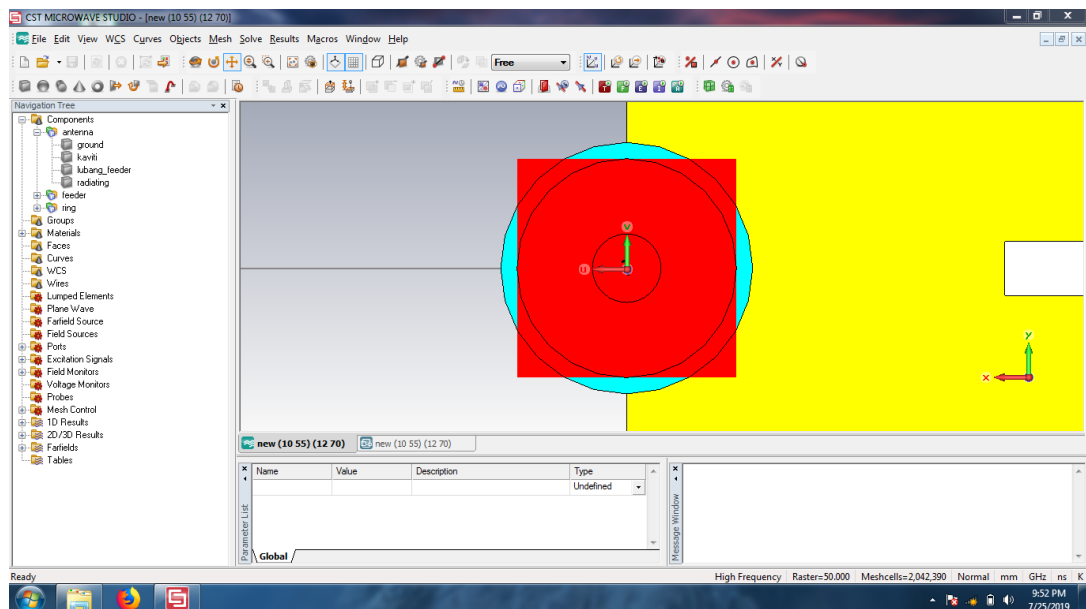 CST MICROWAVE STUDIO - [new (10 55) (12 70)]
File Edit View WCS Curves Objects Mesh Solve Results Macros Window Help
Free
Navigation Tree
Components
antenna
ground
kaviti
lubang_feeder
radiating
feeder
ring
Groups
Materials
Faces
Curves
WCS
Wires
Lumped Elements
Plane Wave
Farfield Source
Field Sources
Ports
Excitation Signals
Field Monitors
Voltage Monitors
Probes
Mesh Control
1D Results
2D/3D Results
Farfields
Tables
v
u
y
x
new (10 55) (12 70) new (10 55) (12 70)
Parameter List
Name Value Description Type
Undefined
Global
Message Window
Ready High Frequency Raster=50.000 Meshcells=2,042,390 Normal mm GHz ns K
9:52 PM
7/25/2019